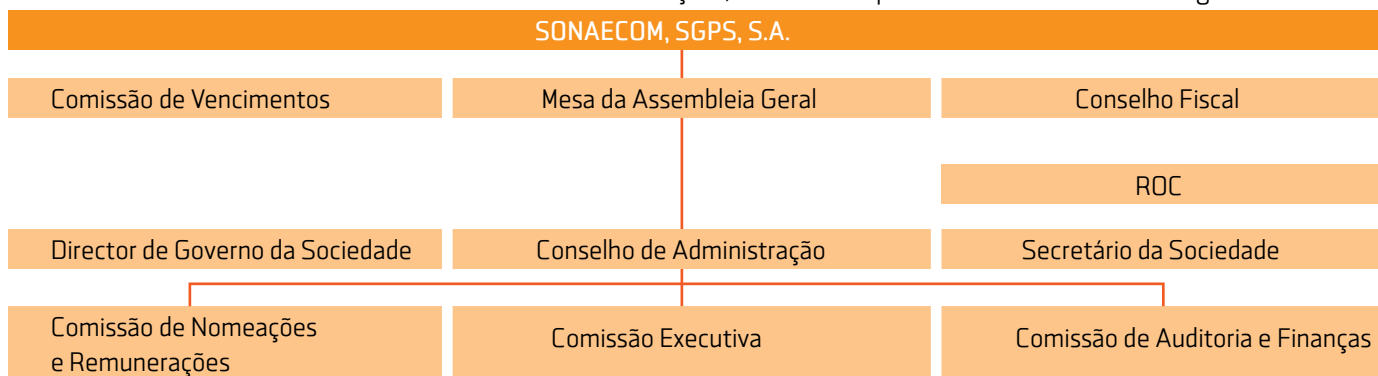 SONAECOM, SGPS, S.A.
Comissão de Vencimentos
Mesa da Assembleia Geral
Conselho Fiscal
ROC
Director de Governo da Sociedade
Conselho de Administração
Secretário da Sociedade
Comissão de Nomeações
e Remunerações
Comissão Executiva
Comissão de Auditoria e Finanças